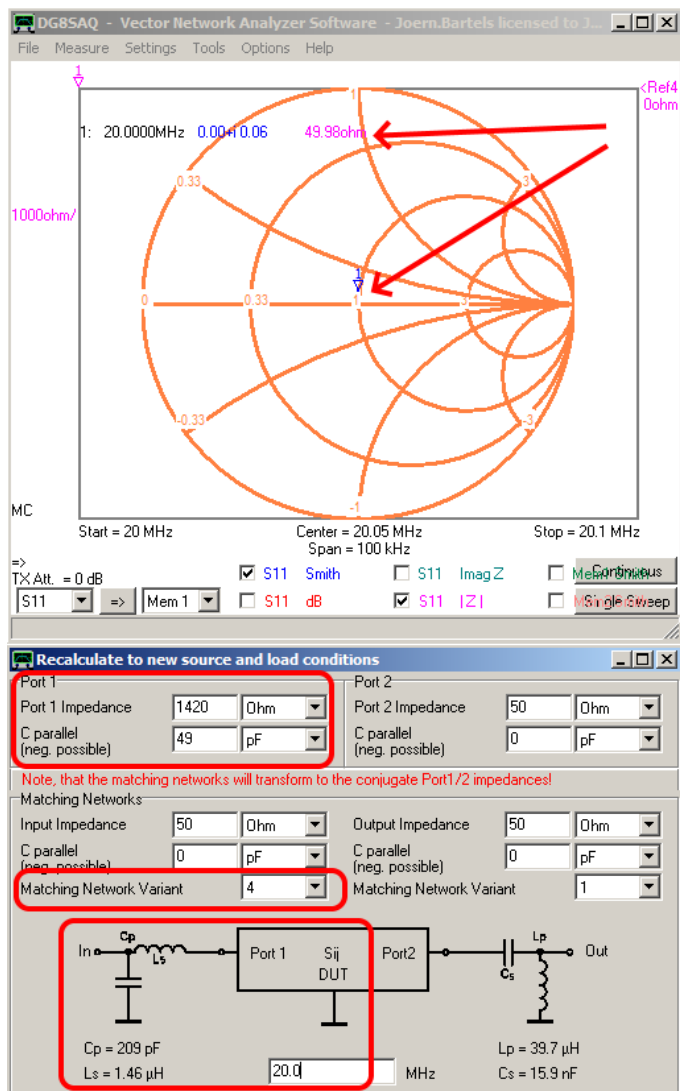 DG8SAQ - Vector Network Analyzer Software - Joern.Bartels licensed to J...
File Measure Settings Tools Options Help
1
<Ref4
0ohm
1
1: 20.0000MHz 0.00+i0.06 49.98ohm
0.33 3
1000ohm/
1
0 0.33 1 3
-0.33 -3
-1
MC
Start = 20 MHz Center = 20.05 MHz Stop = 20.1 MHz
Span = 100 kHz
=>
TX Att. = 0 dB
S11 Smith S11 Imag Z Continuous
S11 => Mem 1 S11 dB S11 |Z| Single Sweep
Recalculate to new source and load conditions
Port 1 Port 2
Port 1 Impedance 1420 Ohm Port 2 Impedance 50 Ohm
C parallel 49 pF C parallel 0 pF
(neg. possible) (neg. possible)
Note, that the matching networks will transform to the conjugate Port1/2 impedances!
Matching Networks
Input Impedance 50 Ohm Output Impedance 50 Ohm
C parallel 0 pF C parallel 0 pF
(neg. possible) (neg. possible)
Matching Network Variant 4 Matching Network Variant 1
Cp Lp
In Ls Port 1 Sij Port2 Cs Out
DUT
Cp = 209 pF Lp = 39.7 µH
Ls = 1.46 µH 20.0 MHz Cs = 15.9 nF